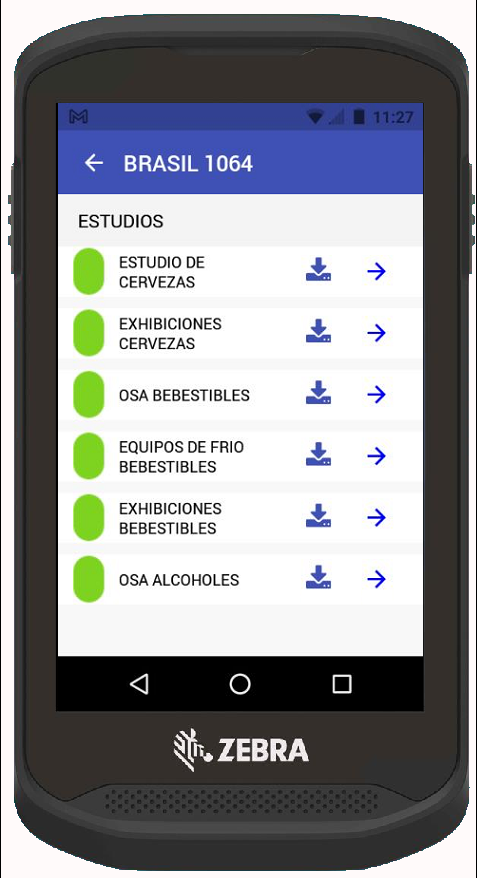 11:27
BRASIL 1064
ESTUDIOS
ESTUDIO DE
CERVEZAS
EXHIBICIONES
CERVEZAS
OSA BEBESTIBLES
EQUIPOS DE FRIO
BEBESTIBLES
EXHIBICIONES
BEBESTIBLES
OSA ALCOHOLES
ZEBRA